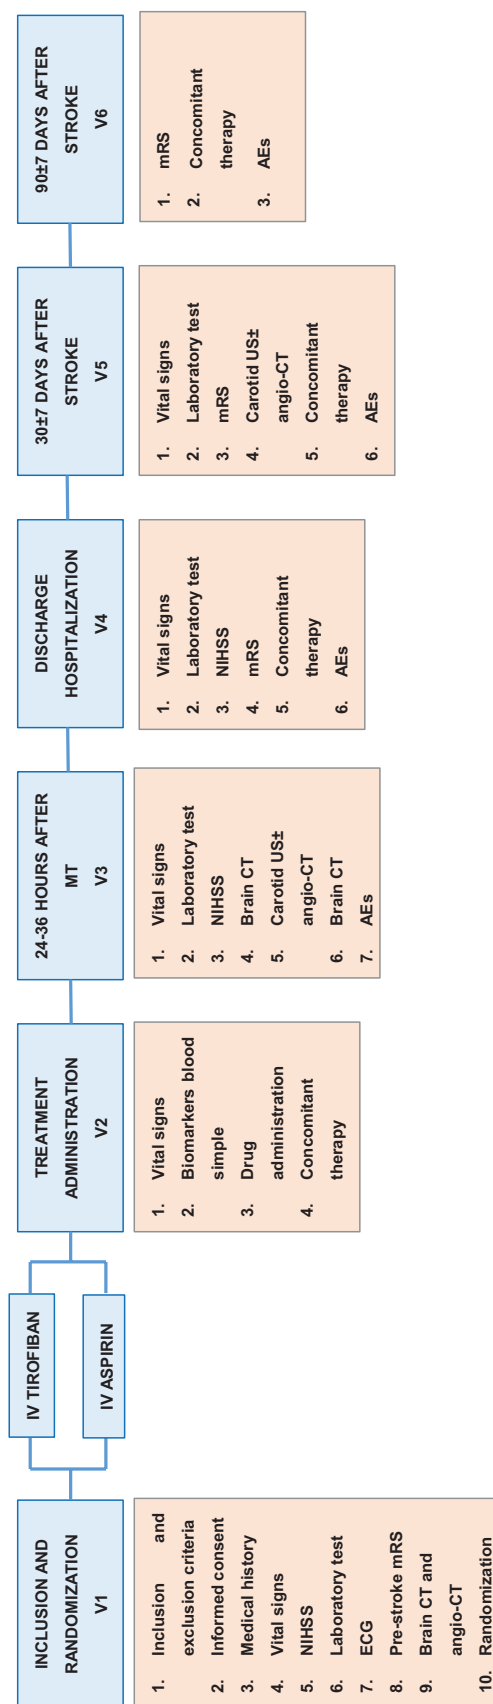 INCLUSION AND
RANDOMIZATION
V1
1. Inclusion and
exclusion criteria
2. Informed consent
3. Medical history
4. Vital signs
5. NIHSS
6. Laboratory test
7. ECG
8. Pre-stroke mRS
9. Brain CT and
angio-CT
10. Randomization
IV TIROFIBAN
IV ASPIRIN
TREATMENT
ADMINISTRATION
V2
1. Vital signs
2. Biomarkers blood
simple
3. Drug
administration
4. Concomitant
therapy
24-36 HOURS AFTER
MT
V3
1. Vital signs
2. Laboratory test
3. NIHSS
4. Brain CT
5. Carotid US±
angio-CT
6. Brain CT
7. AEs
DISCHARGE
HOSPITALIZATION
V4
1. Vital signs
2. Laboratory test
3. NIHSS
4. mRS
5. Concomitant
therapy
6. AEs
30±7 DAYS AFTER
STROKE
V5
1. Vital signs
2. Laboratory test
3. mRS
4. Carotid US±
angio-CT
5. Concomitant
therapy
6. AEs
90±7 DAYS AFTER
STROKE
V6
1. mRS
2. Concomitant
therapy
3. AEs